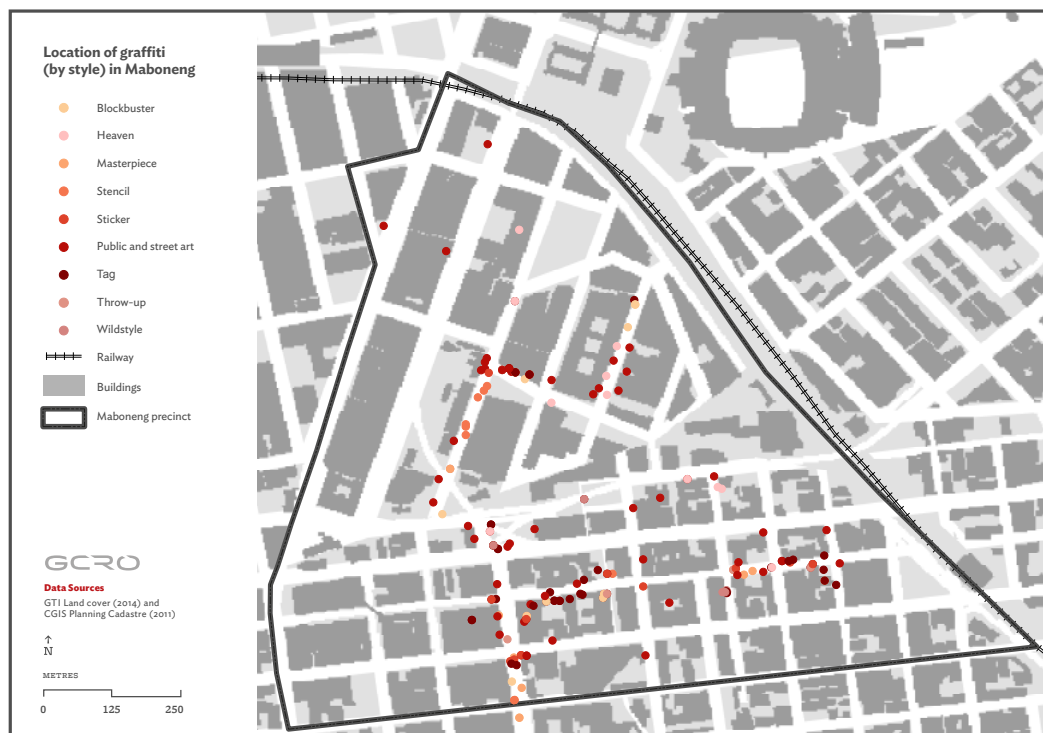 Location of graffiti
(by style) in Maboneng
Blockbuster
Heaven
Masterpiece
Stencil
Sticker
Public and street art
Tag
Throw-up
Wildstyle
Railway
Buildings
Maboneng precinct
GCRO
Data Sources
GTI Land cover (2014) and
CGIS Planning Cadastre (2011)
N
METRES
0 125 250